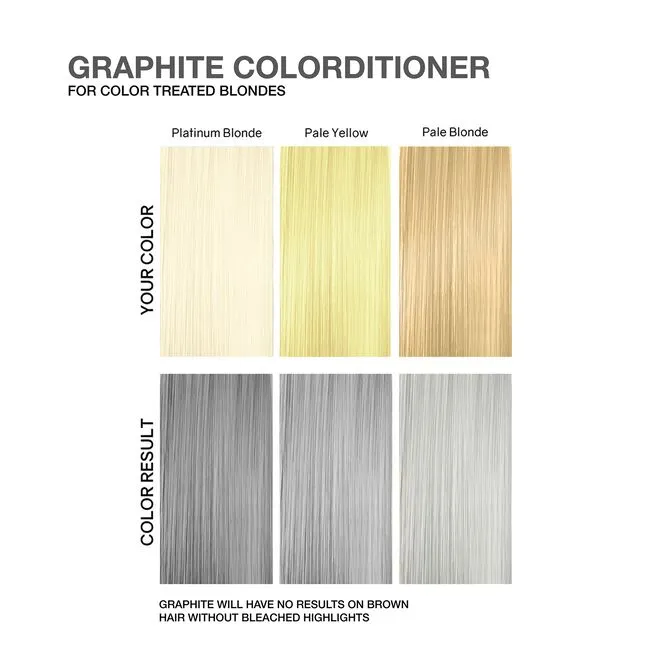 GRAPHITE COLORDITIONER
FOR COLOR TREATED BLONDES
Platinum Blonde
Pale Yellow
Pale Blonde
YOUR COLOR
COLOR RESULT
GRAPHITE WILL HAVE NO RESULTS ON BROWN
HAIR WITHOUT BLEACHED HIGHLIGHTS